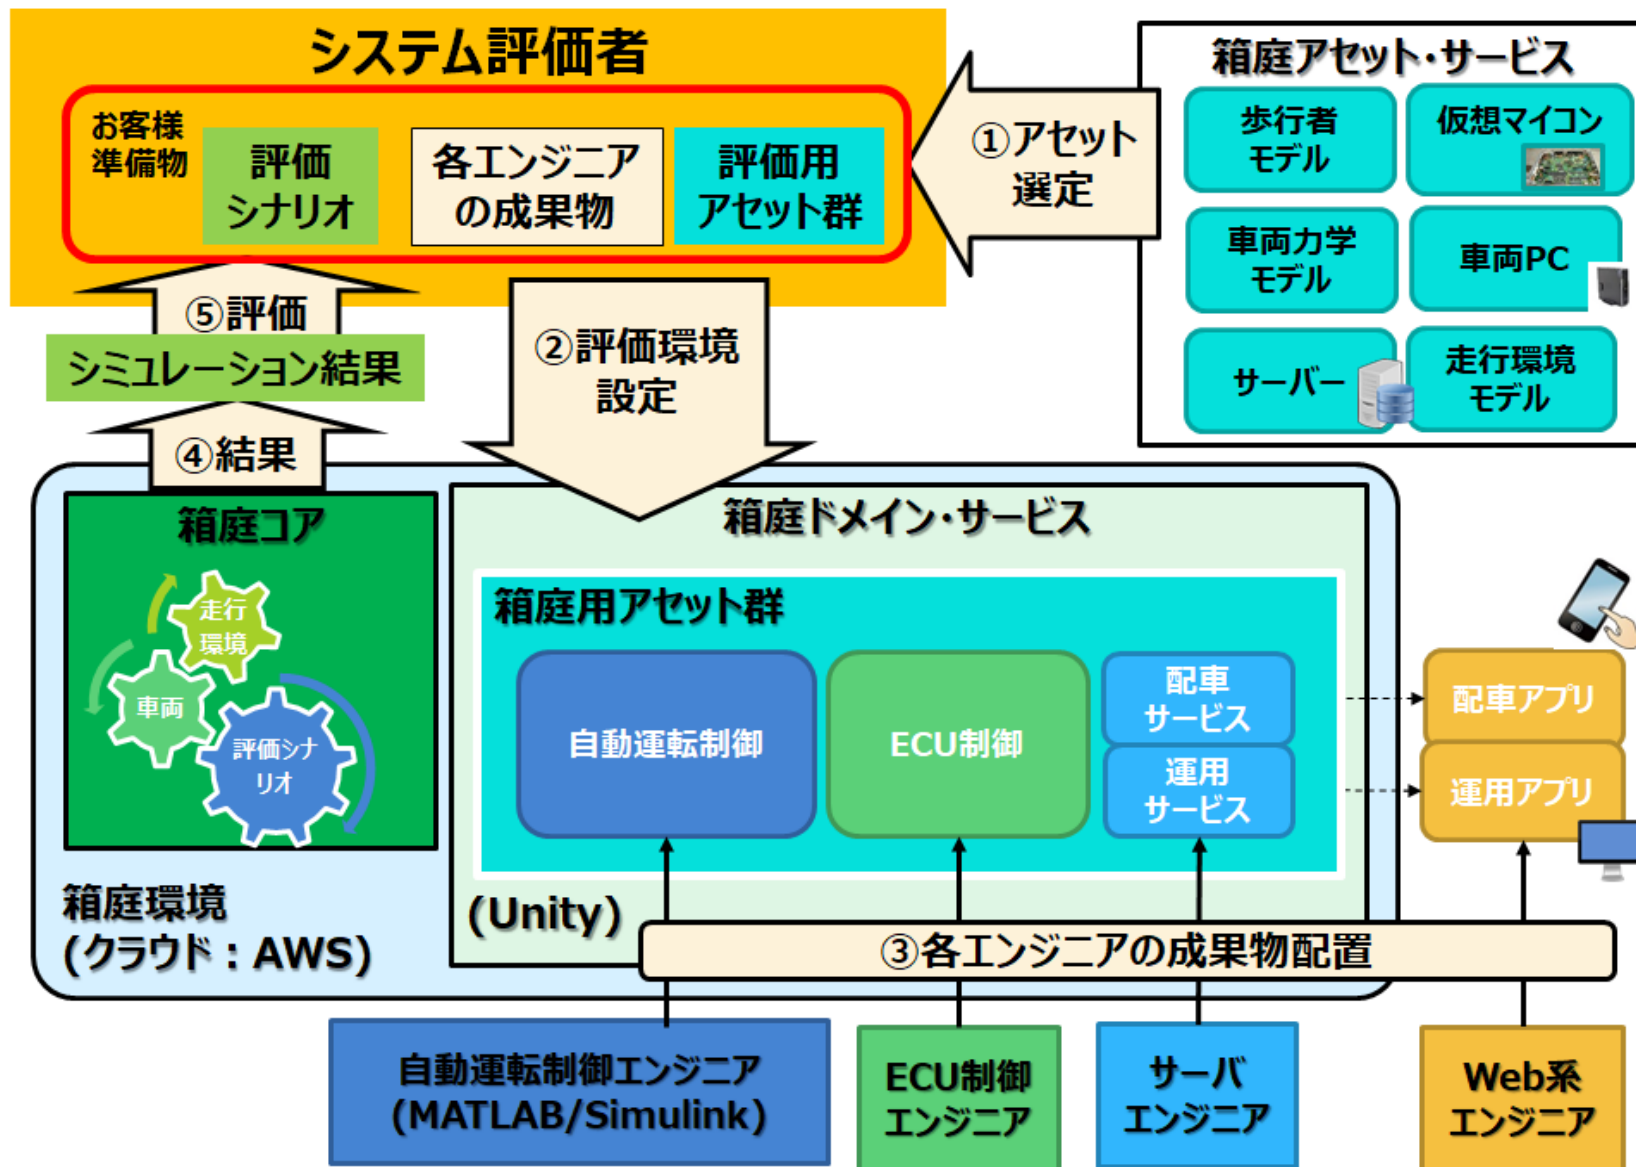 システム評価者
お客様
準備物
評価
シナリオ
各エンジニア
の成果物
評価用
アセット群
①アセット
選定
箱庭アセット・サービス
歩行者
モデル
仮想マイコン
車両力学
モデル
車両PC
サーバー
走行環境
モデル
⑤評価
シミュレーション結果
④結果
②評価環境
設定
箱庭コア
走行
環境
車両
評価シナ
リオ
箱庭環境
(クラウド：AWS)
箱庭ドメイン・サービス
箱庭用アセット群
自動運転制御
ECU制御
配車
サービス
運用
サービス
(Unity)
配車アプリ
運用アプリ
③各エンジニアの成果物配置
自動運転制御エンジニア
(MATLAB/Simulink)
ECU制御
エンジニア
サーバ
エンジニア
Web系
エンジニア